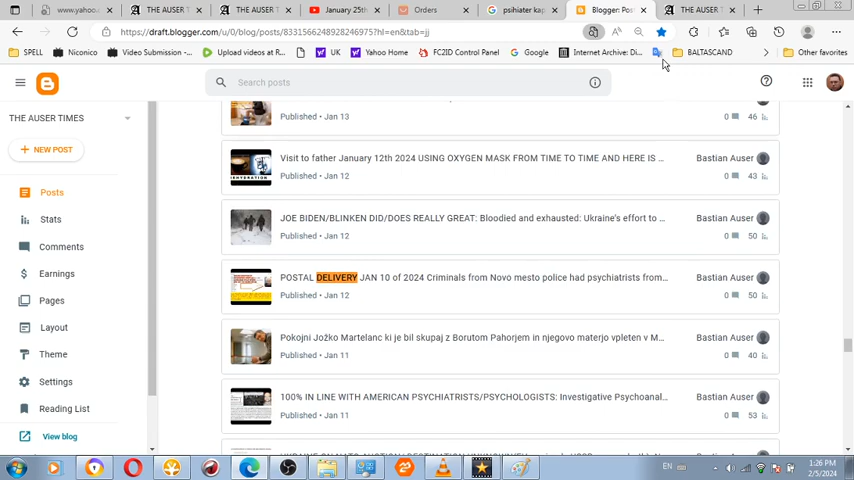 www.yahoo.c
THE AUSER
THE AUSER
January 25th
Orders
psihiater kap
Blogger: Pos
THE AUSER
https://draft.blogger.com/u/0/blog/posts/8331566248928246975?hl=en&tab=jj
SPELL
Niconico
Video Submission -...
Upload videos at R...
UK
Yahoo Home
FC2ID Control Panel
Google
Internet Archive: Di...
BALTASCAND
Other favorites
Search posts
THE AUSER TIMES
NEW POST
Posts
Stats
Comments
Earnings
Pages
Layout
Theme
Settings
Reading List
View blog
Published • Jan 13
0
46
Visit to father January 12th 2024 USING OXYGEN MASK FROM TIME TO TIME AND HERE IS ...
Bastian Auser
Published • Jan 12
0
43
JOE BIDEN/BLINKEN DID/DOES REALLY GREAT: Bloodied and exhausted: Ukraine's effort to ...
Bastian Auser
Published • Jan 12
0
50
POSTAL DELIVERY JAN 10 of 2024 Criminals from Novo mesto police had psychiatrists from...
Bastian Auser
Published • Jan 12
0
50
Pokojni Jožko Martelanc ki je bil skupaj z Borutom Pahorjem in njegovo materjo vpleten v M...
Bastian Auser
Published • Jan 11
0
40
100% IN LINE WITH AMERICAN PSYCHIATRISTS/PSYCHOLOGISTS: Investigative Psychoanal...
Bastian Auser
Published • Jan 11
0
53
EN
1:26 PM
2/5/2024